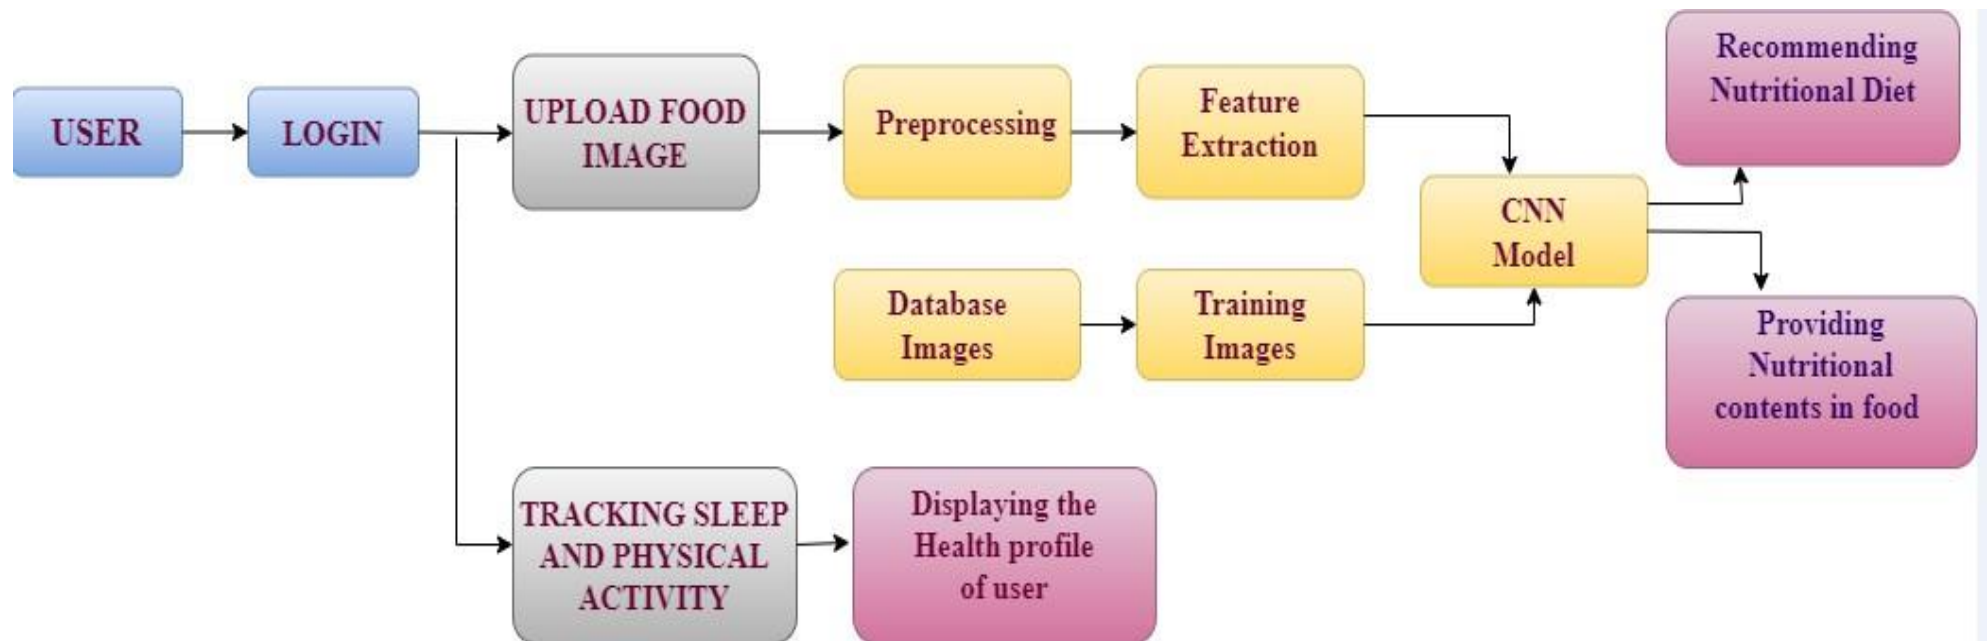 USER
LOGIN
UPLOAD FOOD
IMAGE
Preprocessing
Feature
Extraction
CNN
Model
Recommending
Nutritional Diet
Database
Images
Training
Images
Providing
Nutritional
contents in food
TRACKING SLEEP
AND PHYSICAL
ACTIVITY
Displaying the
Health profile
of user